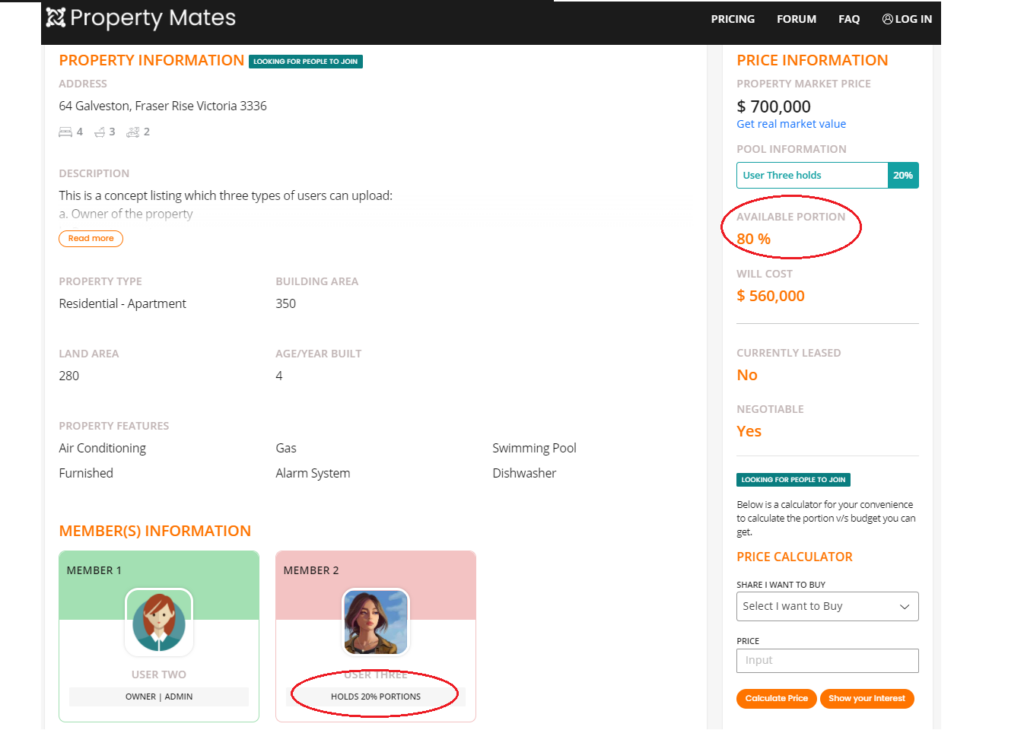 Property Mates
PRICING FORUM FAQ LOG IN
PROPERTY INFORMATION LOOKING FOR PEOPLE TO JOIN
ADDRESS
64 Galveston, Fraser Rise Victoria 3336
4 3 2
DESCRIPTION
This is a concept listing which three types of users can upload:
a. Owner of the property
Read more
PROPERTY TYPE BUILDING AREA
Residential - Apartment 350
LAND AREA AGE/YEAR BUILT
280 4
PROPERTY FEATURES
Air Conditioning Gas Swimming Pool
Furnished Alarm System Dishwasher
MEMBER(S) INFORMATION
MEMBER 1 MEMBER 2
USER TWO USER THREE
OWNER | ADMIN HOLDS 20% PORTIONS
PRICE INFORMATION
PROPERTY MARKET PRICE
$ 700,000
Get real market value
POOL INFORMATION
User Three holds 20%
AVAILABLE PORTION
80 %
WILL COST
$ 560,000
CURRENTLY LEASED
No
NEGOTIABLE
Yes
LOOKING FOR PEOPLE TO JOIN
Below is a calculator for your convenience
to calculate the portion v/s budget you can
get.
PRICE CALCULATOR
SHARE I WANT TO BUY
Select I want to Buy
PRICE
Input
Calculate Price Show your Interest